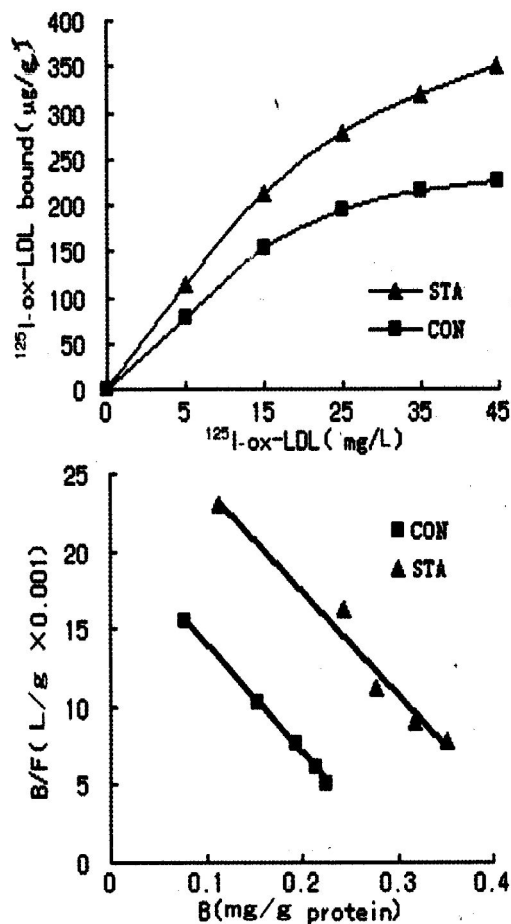 400
350
300
250
200
150
100
50
0
¹²⁵I-ox-LDL bound(μg/g)
STA
CON
0 5 15 25 35 45
¹²⁵I-ox-LDL(mg/L)
25
20
15
10
5
0
B/F(L/g ×0.001)
CON
STA
0 0.1 0.2 0.3 0.4
B(mg/g protein)